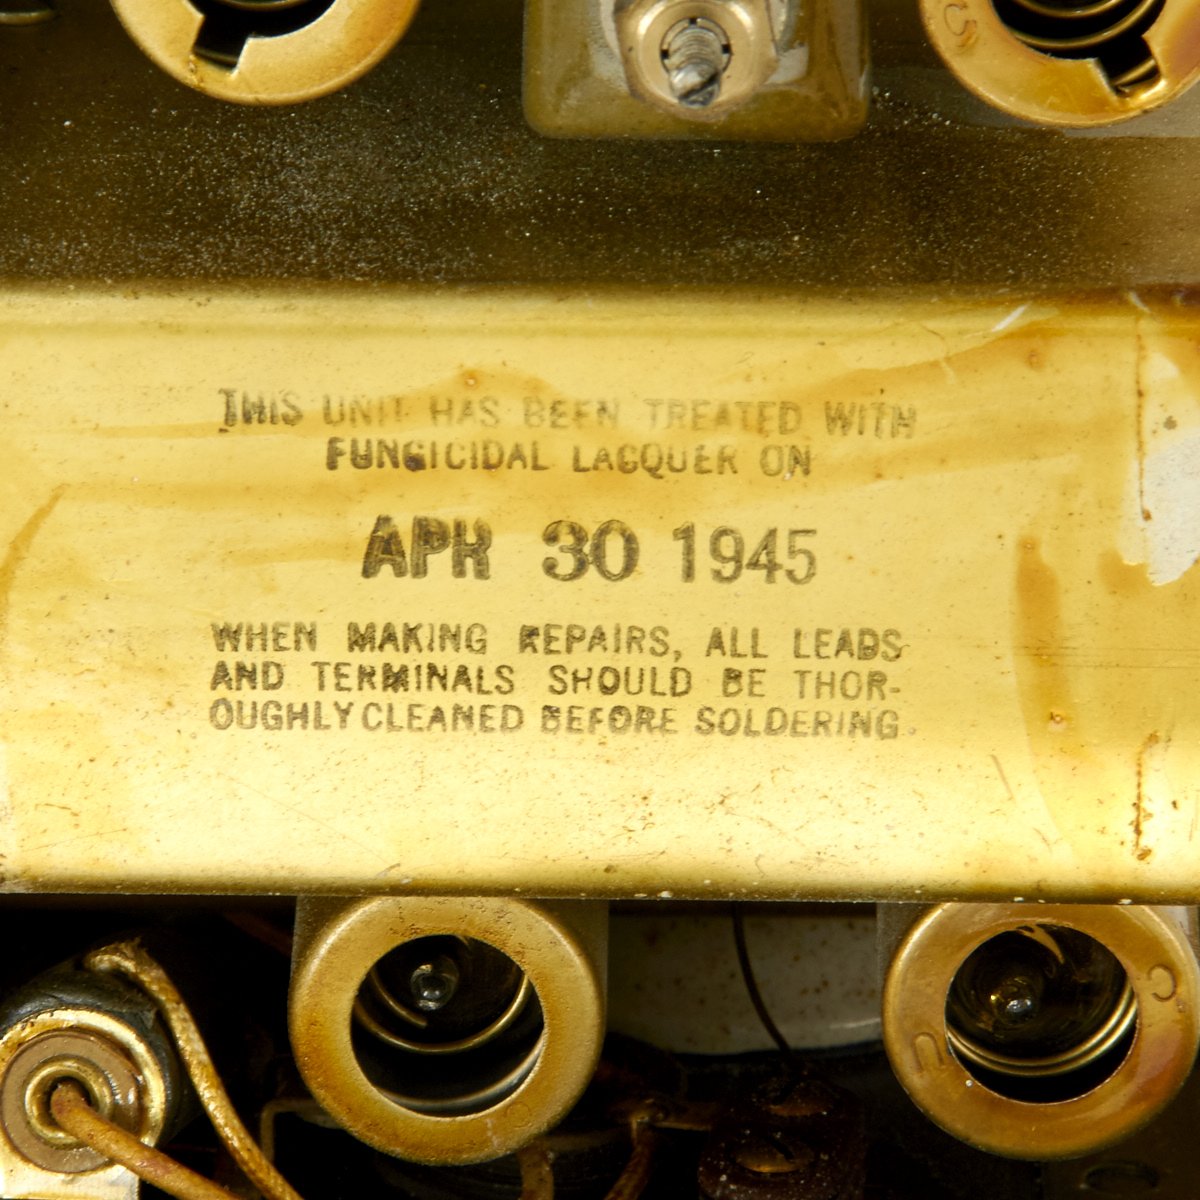 THIS UNIT HAS BEEN TREATED WITH
FUNGICIDAL LACQUER ON
APR 30 1945
WHEN MAKING REPAIRS, ALL LEADS
AND TERMINALS SHOULD BE THOR-
OUGHLY CLEANED BEFORE SOLDERING.